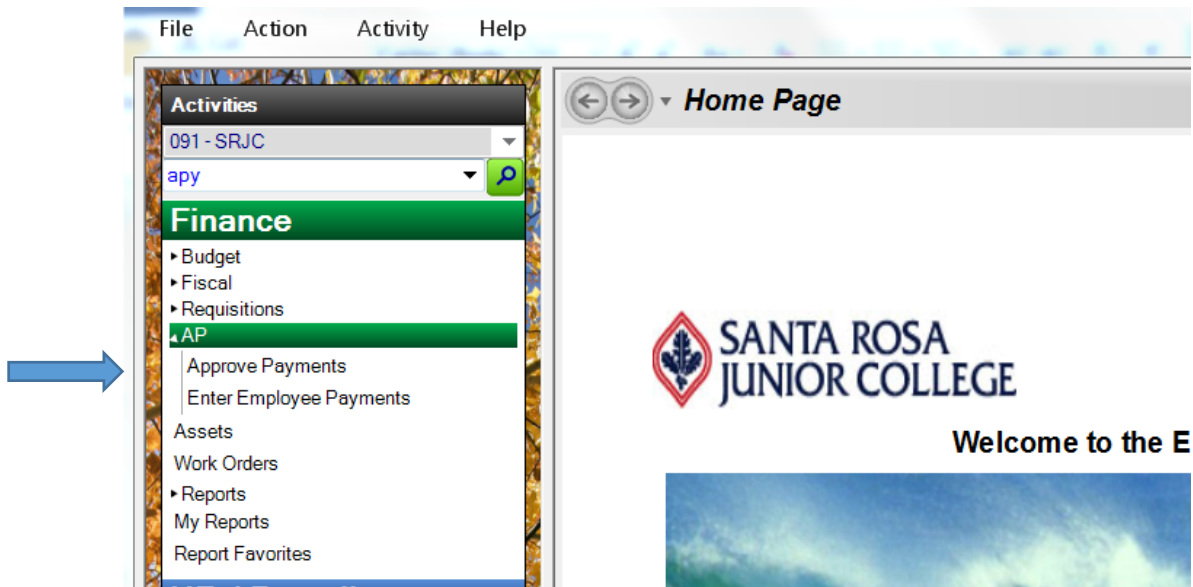 File Action Activity Help
Activities
091 - SRJC
apy
Finance
Budget
Fiscal
Requisitions
AP
Approve Payments
Enter Employee Payments
Assets
Work Orders
Reports
My Reports
Report Favorites
Home Page
SANTA ROSA
JUNIOR COLLEGE
Welcome to the E